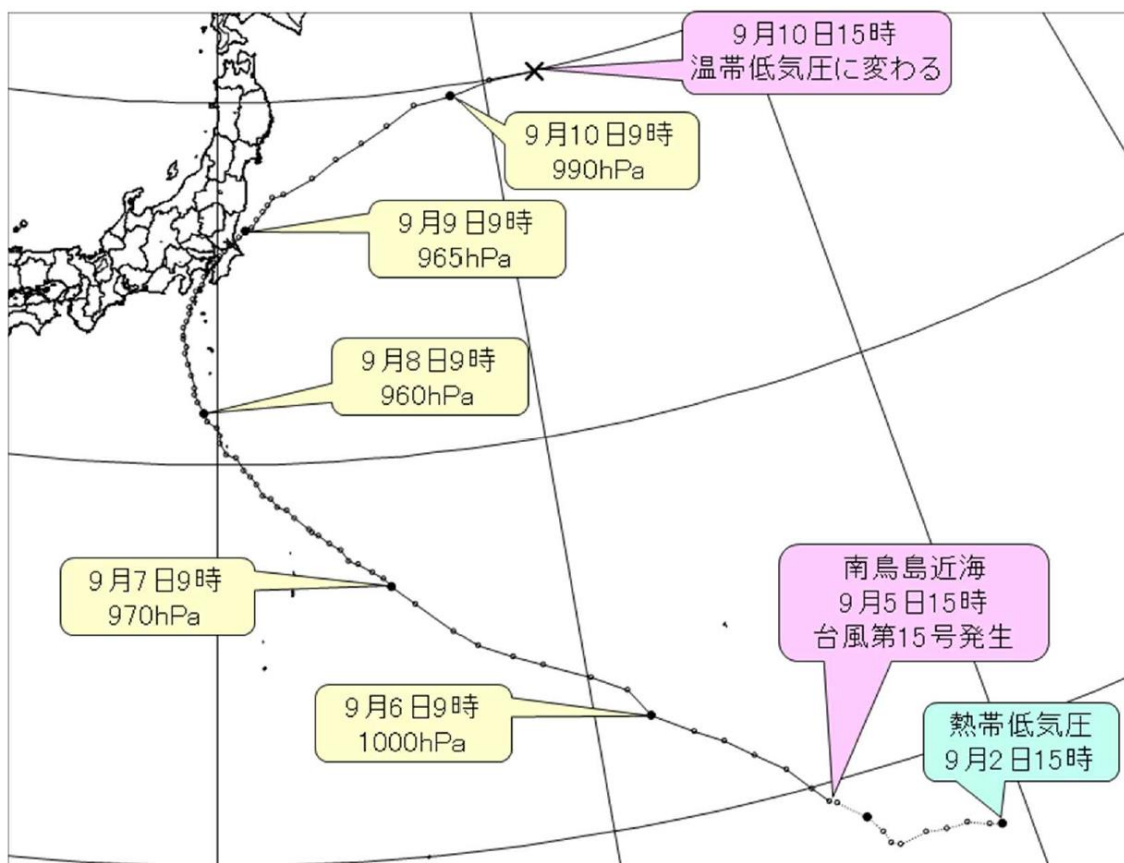 9月10日15時
温帯低気圧に変わる
9月10日9時
990hPa
9月9日9時
965hPa
9月8日9時
960hPa
9月7日9時
970hPa
9月6日9時
1000hPa
南鳥島近海
9月5日15時
台風第15号発生
熱帯低気圧
9月2日15時